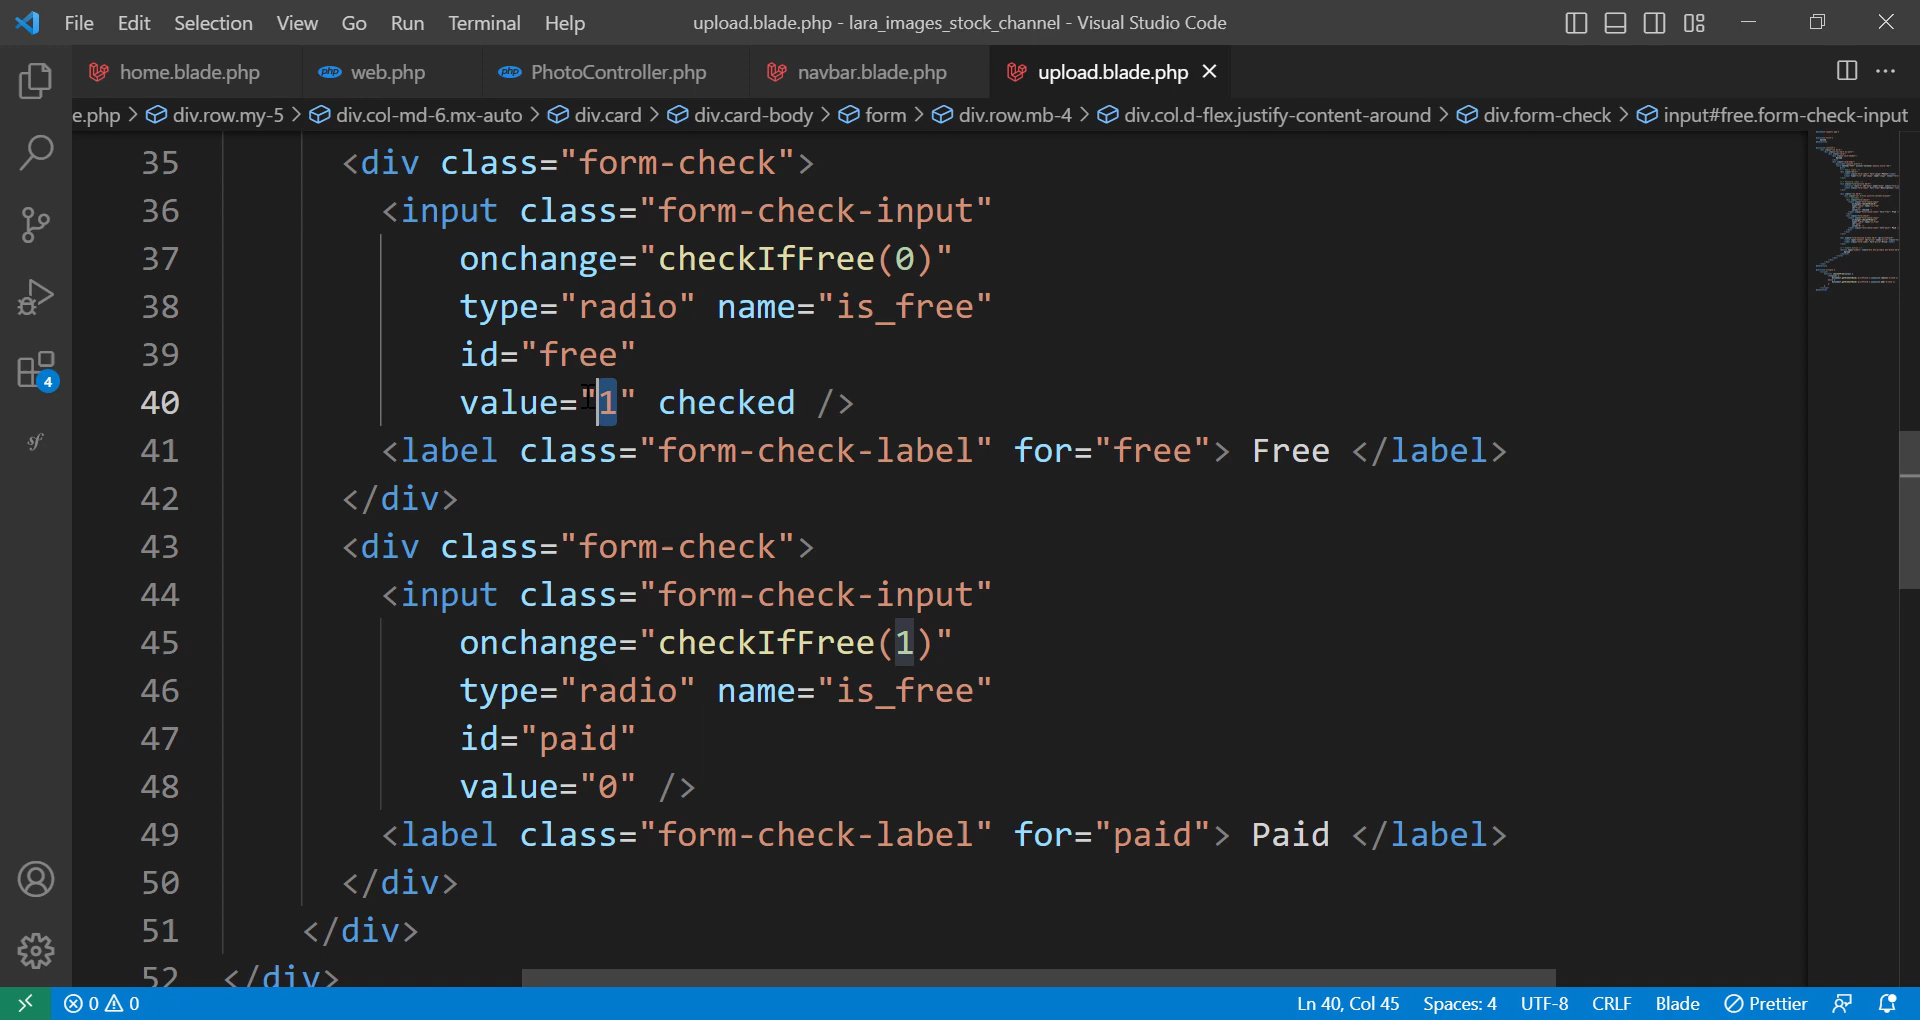 File Edit Selection View Go Run Terminal Help upload.blade.php - lara_images_stock_channel - Visual Studio Code
home.blade.php web.php PhotoController.php navbar.blade.php upload.blade.php
e.php > div.row.my-5 > div.col-md-6.mx-auto > div.card > div.card-body > form > div.row.mb-4 > div.col.d-flex.justify-content-around > div.form-check > input#free.form-check-input
35 <div class="form-check">
36 <input class="form-check-input"
37 onchange="checkIfFree(0)"
38 type="radio" name="is_free"
39 id="free"
40 value="1" checked />
41 <label class="form-check-label" for="free"> Free </label>
42 </div>
43 <div class="form-check">
44 <input class="form-check-input"
45 onchange="checkIfFree(1)"
46 type="radio" name="is_free"
47 id="paid"
48 value="0" />
49 <label class="form-check-label" for="paid"> Paid </label>
50 </div>
51 </div>
52 </div>
4
sf
0 0 Ln 40, Col 45 Spaces: 4 UTF-8 CRLF Blade Prettier